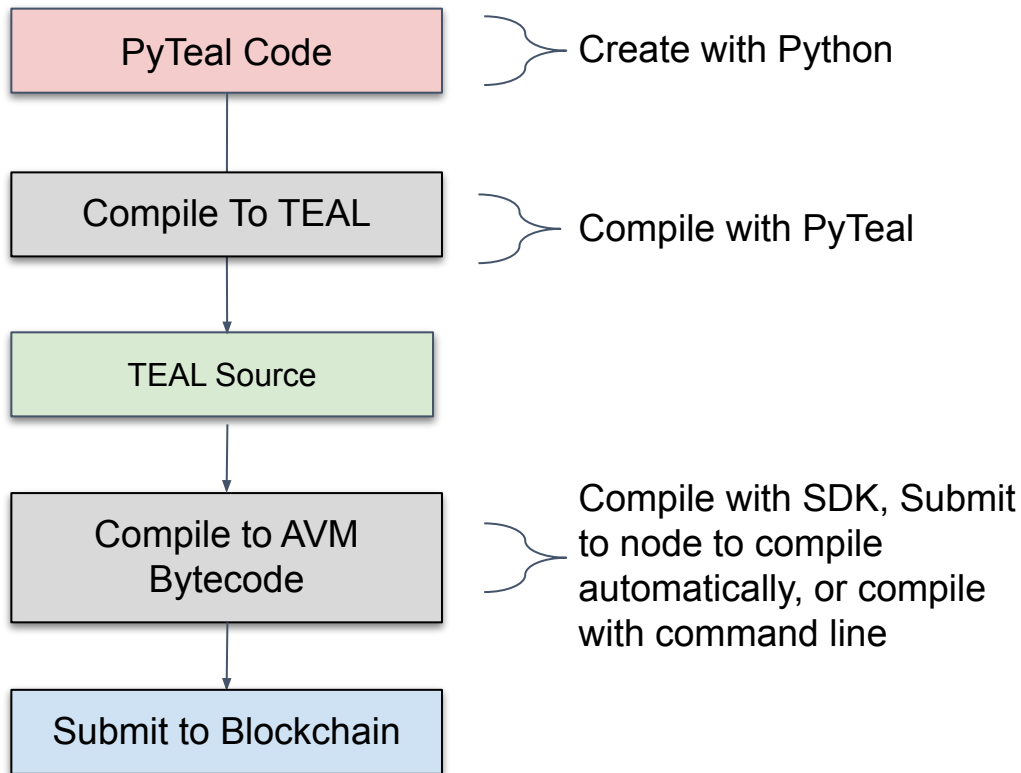 PyTeal Code
Create with Python
Compile To TEAL
Compile with PyTeal
TEAL Source
Compile to AVM
Bytecode
Compile with SDK, Submit
to node to compile
automatically, or compile
with command line
Submit to Blockchain